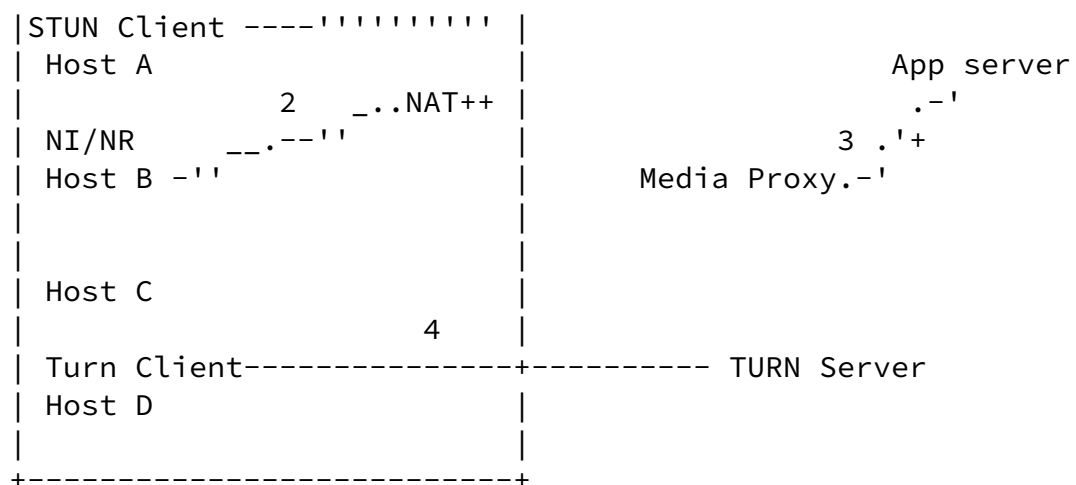 |STUN Client ----'''''''''' |
| Host A                    |                    App server
|              2   _..NAT++ |                     .-'
| NI/NR     __.--''         |                 3 .'+
| Host B -''                |      Media Proxy.-'
|                           |
|                           |
| Host C                    |
|                      4    |
| Turn Client---------------+---------- TURN Server
| Host D                    |
|                           |
+---------------------------+